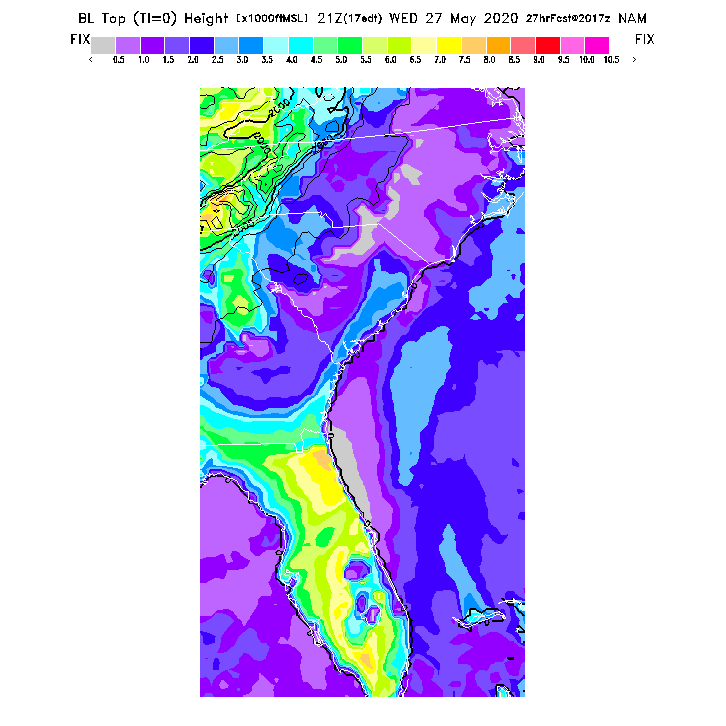 BL Top (TI=0) Height [x1000ftMSL] 21Z(17edt) WED 27 May 2020 27hrFcst@2017z NAM
FIX FIX
< 0.5 1.0 1.5 2.0 2.5 3.0 3.5 4.0 4.5 5.0 5.5 6.0 6.5 7.0 7.5 8.0 8.5 9.0 9.5 10.0 10.5 >
2000
2000